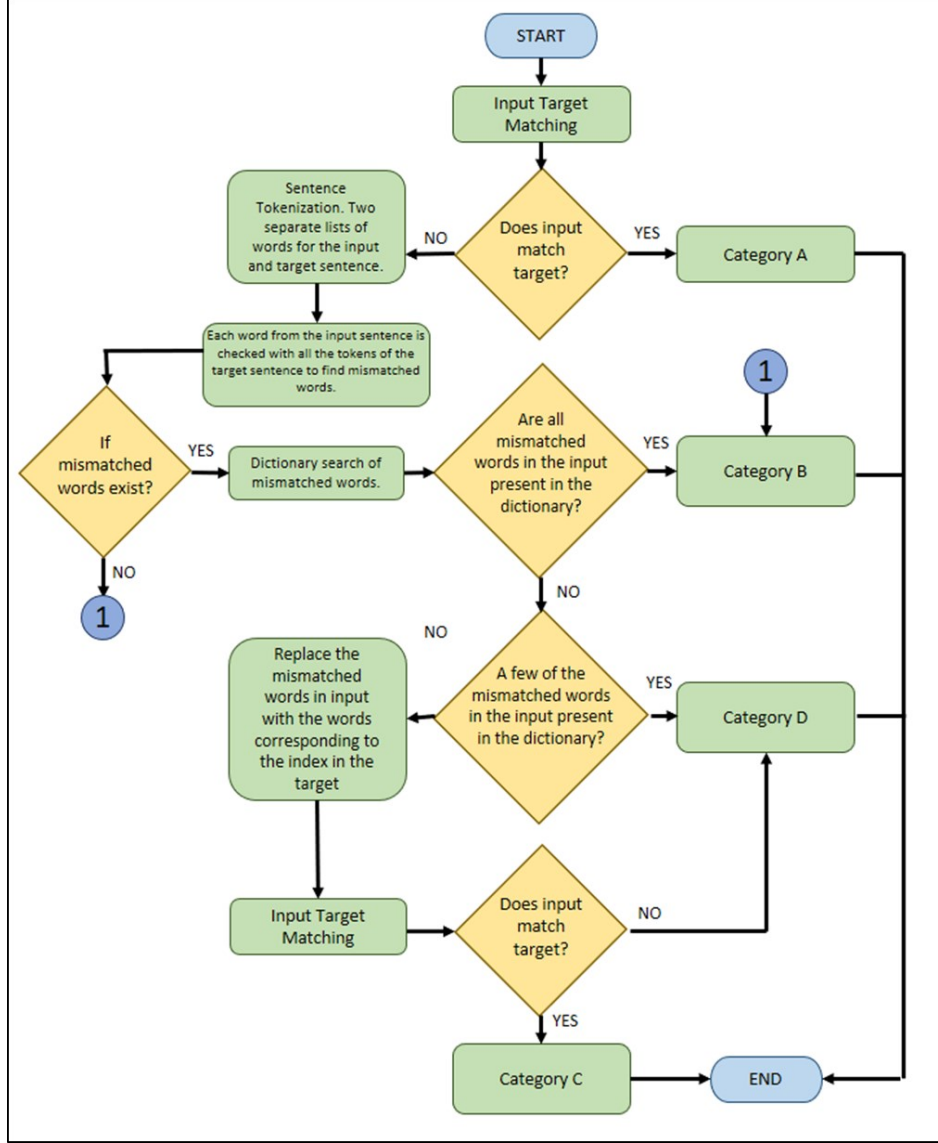 START
Input Target
Matching
Does input
match
target?
YES
Category A
NO
Sentence
Tokenization. Two
separate lists of
words for the input
and target sentence.
Each word from the input sentence is
checked with all the tokens of the
target sentence to find mismatched
words.
If
mismatched
words exist?
YES
Dictionary search of
mismatched words.
NO
1
Are all
mismatched
words in the input
present in the
dictionary?
YES
1
Category B
NO
A few of the
mismatched words
in the input present
in the dictionary?
YES
Category D
NO
Replace the
mismatched
words in input
with the words
corresponding to
the index in the
target
Input Target
Matching
Does input
match
target?
NO
YES
Category C
END